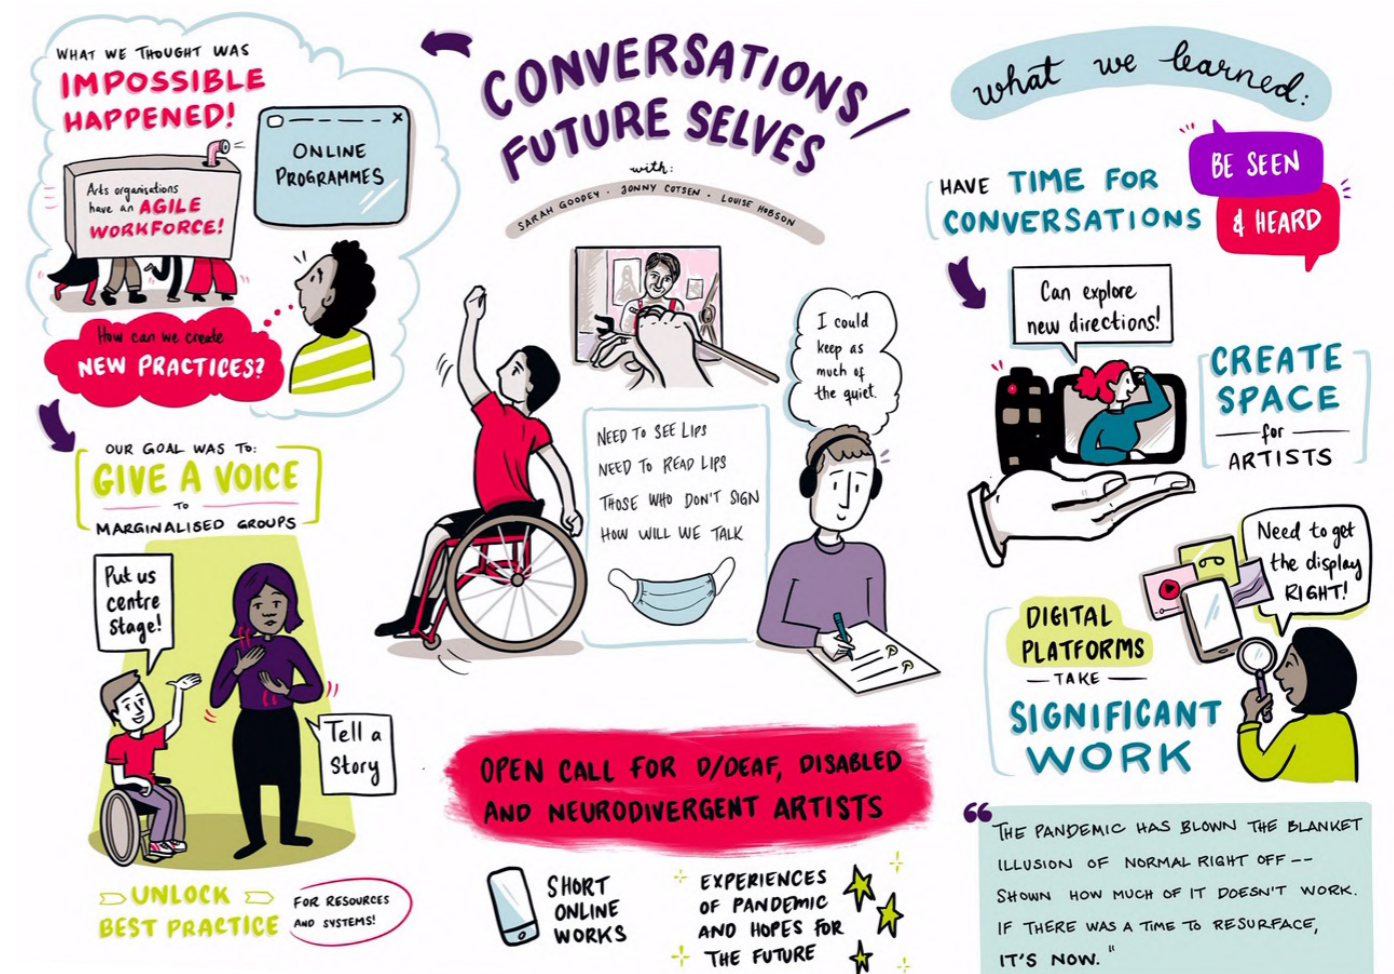 CONVERSATIONS/
FUTURE SELVES
with:
SARAH GOODEY · JONNY COTSEN · LOUISE HOBSON
WHAT WE THOUGHT WAS
IMPOSSIBLE
HAPPENED!
Arts organisations
have an AGILE
WORKFORCE!
ONLINE
PROGRAMMES
How can we create
NEW PRACTICES?
OUR GOAL WAS TO:
GIVE A VOICE
TO
MARGINALISED GROUPS
Put us
centre
stage!
Tell a
Story
UNLOCK
BEST PRACTICE
FOR RESOURCES
AND SYSTEMS!
I could
keep as
much of
the quiet.
NEED TO SEE LIPS
NEED TO READ LIPS
THOSE WHO DON'T SIGN
HOW WILL WE TALK
OPEN CALL FOR D/DEAF, DISABLED
AND NEURODIVERGENT ARTISTS
SHORT
ONLINE
WORKS
EXPERIENCES
OF PANDEMIC
AND HOPES FOR
THE FUTURE
what we learned:
HAVE TIME FOR
CONVERSATIONS
BE SEEN
& HEARD
Can explore
new directions!
CREATE
SPACE
for
ARTISTS
Need to get
the display
RIGHT!
DIGITAL
PLATFORMS
TAKE
SIGNIFICANT
WORK
"THE PANDEMIC HAS BLOWN THE BLANKET
ILLUSION OF NORMAL RIGHT OFF --
SHOWN HOW MUCH OF IT DOESN'T WORK.
IF THERE WAS A TIME TO RESURFACE,
IT'S NOW."